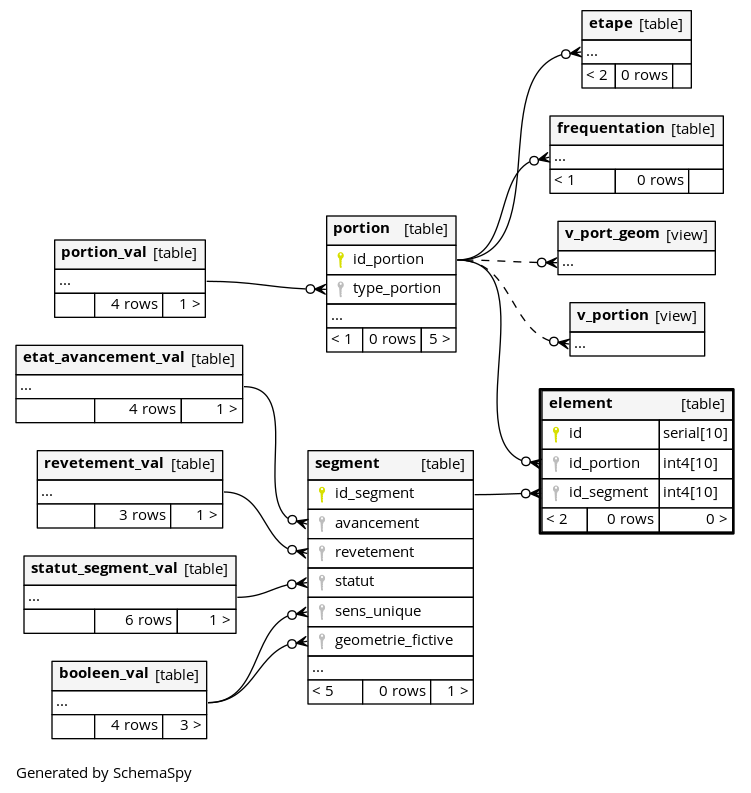 etape [table]
...
< 2 0 rows
frequentation [table]
...
< 1 0 rows
v_port_geom [view]
...
v_portion [view]
...
portion [table]
id_portion
type_portion
...
< 1 0 rows 5 >
portion_val [table]
...
4 rows 1 >
etat_avancement_val [table]
...
4 rows 1 >
revetement_val [table]
...
3 rows 1 >
statut_segment_val [table]
...
6 rows 1 >
booleen_val [table]
...
4 rows 3 >
segment [table]
id_segment
avancement
revetement
statut
sens_unique
geometrie_fictive
...
< 5 0 rows 1 >
element [table]
id serial[10]
id_portion int4[10]
id_segment int4[10]
< 2 0 rows 0 >
Generated by SchemaSpy